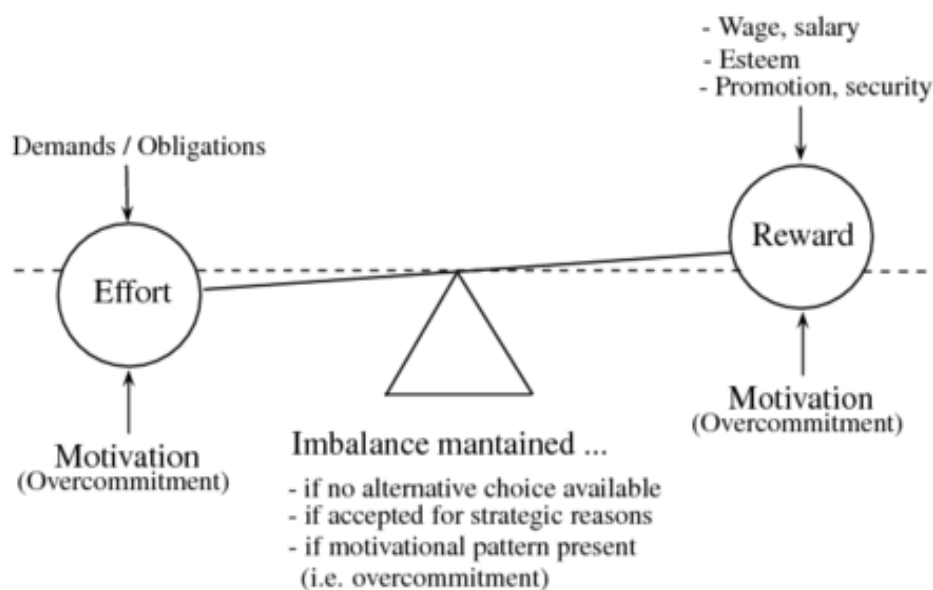 - Wage, salary
- Esteem
- Promotion, security
Demands / Obligations
Reward
Effort
Motivation
(Overcommitment)
Motivation
(Overcommitment)
Imbalance mantained ...
- if no alternative choice available
- if accepted for strategic reasons
- if motivational pattern present
(i.e. overcommitment)